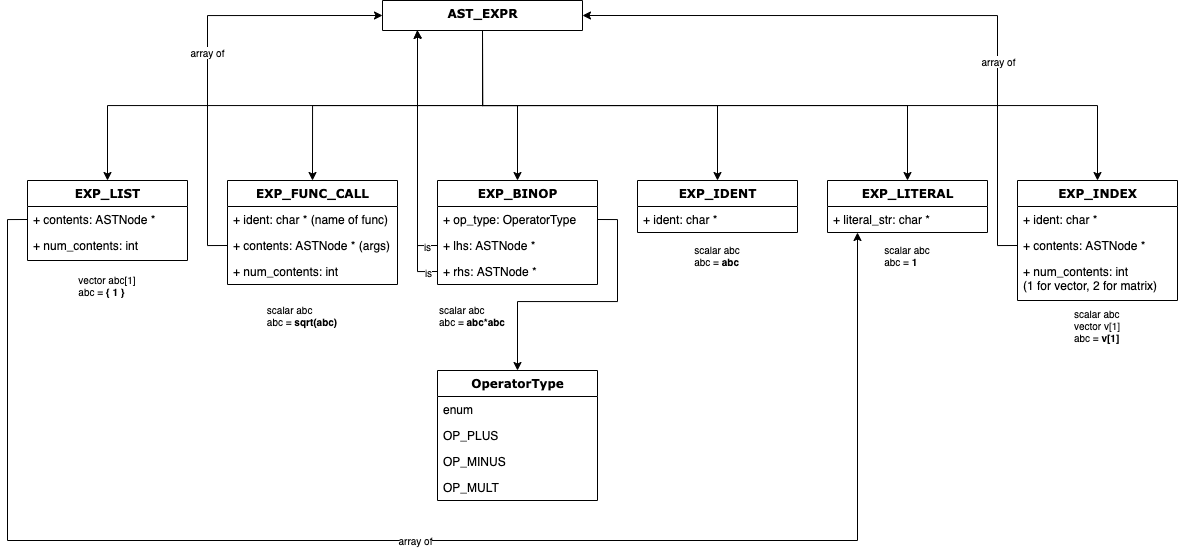 AST_EXPR
array of
array of
EXP_LIST
+ contents: ASTNode *
+ num_contents: int
vector abc[1]
abc = { 1 }
EXP_FUNC_CALL
+ ident: char * (name of func)
+ contents: ASTNode * (args)
+ num_contents: int
scalar abc
abc = sqrt(abc)
EXP_BINOP
+ op_type: OperatorType
is
+ lhs: ASTNode *
is
+ rhs: ASTNode *
scalar abc
abc = abc*abc
EXP_IDENT
+ ident: char *
scalar abc
abc = abc
EXP_LITERAL
+ literal_str: char *
scalar abc
abc = 1
EXP_INDEX
+ ident: char *
+ contents: ASTNode *
+ num_contents: int
(1 for vector, 2 for matrix)
scalar abc
vector v[1]
abc = v[1]
OperatorType
enum
OP_PLUS
OP_MINUS
OP_MULT
array of